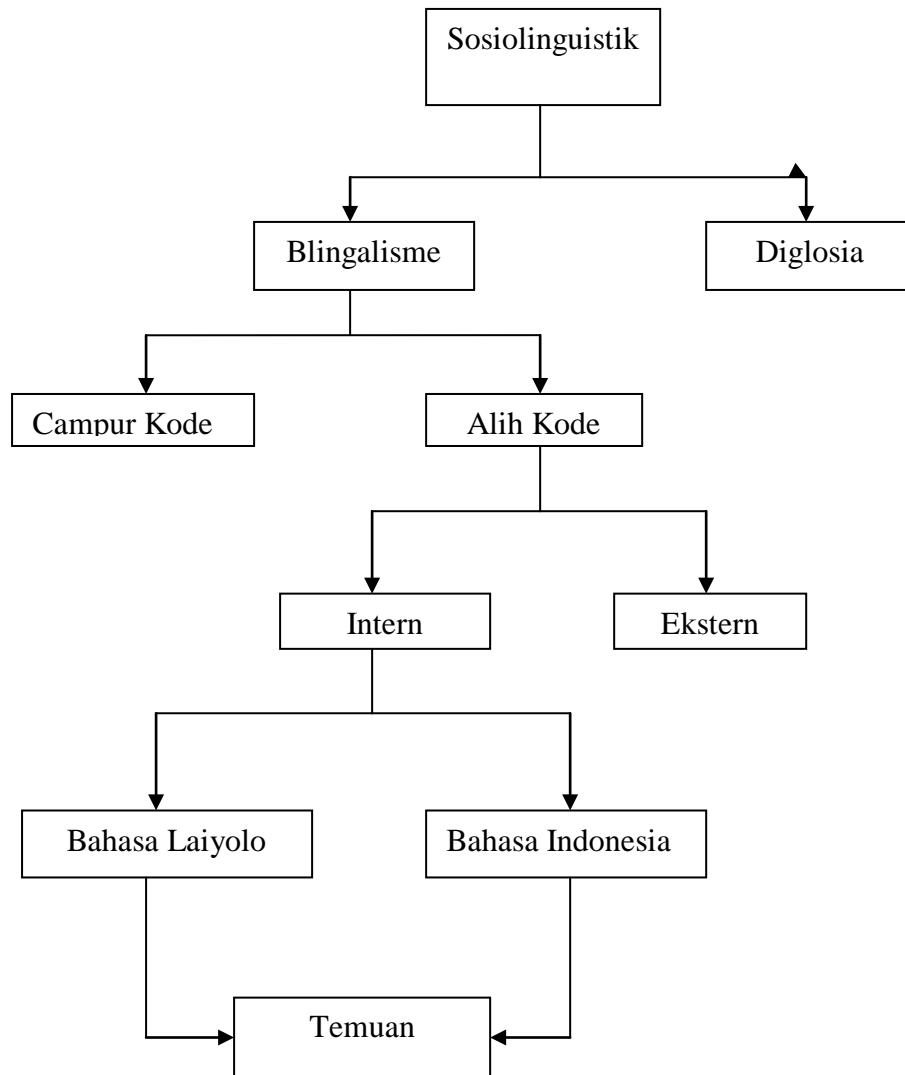 Sosiolinguistik
Blingalisme
Diglosia
Campur Kode
Alih Kode
Intern
Ekstern
Bahasa Laiyolo
Bahasa Indonesia
Temuan